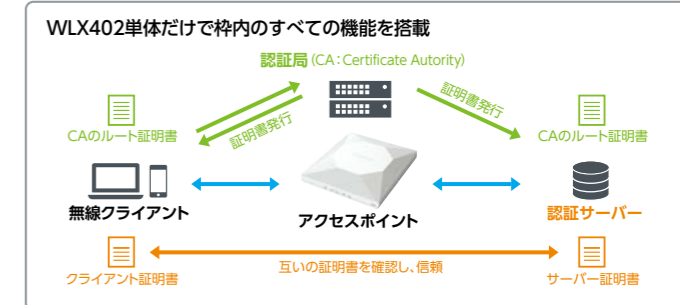 WLX402単体だけで枠内のすべての機能を搭載
認証局(CA:Certificate Autority)
証明書発行
証明書発行
CAのルート証明書
CAのルート証明書
無線クライアント
アクセスポイント
認証サーバー
互いの証明書を確認し、信頼
クライアント証明書
サーバー証明書